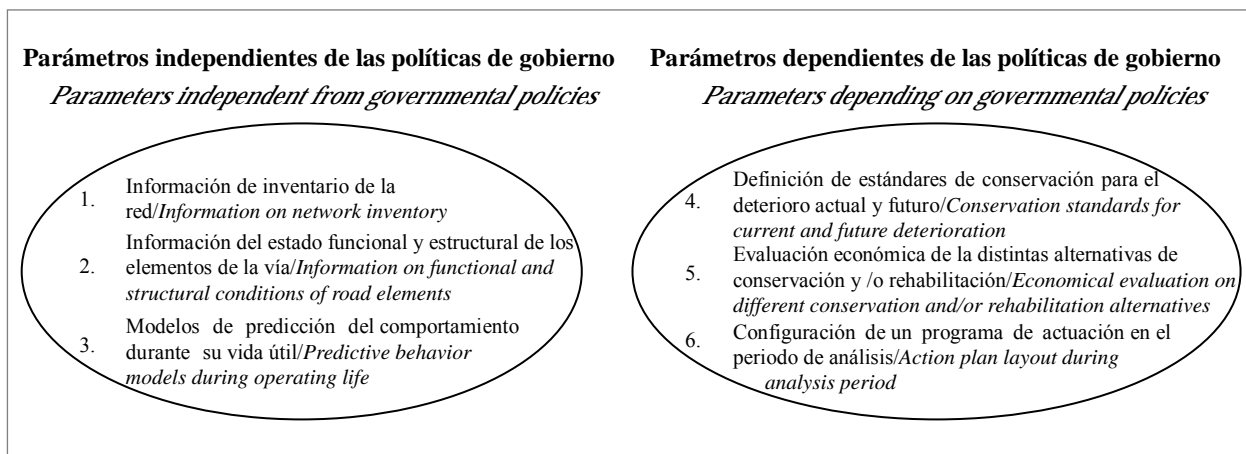 Parámetros independientes de las políticas de gobierno
Parameters independent from governmental policies
1. Información de inventario de la
red/Information on network inventory
2. Información del estado funcional y estructural de los
elementos de la vía/Information on functional and
structural conditions of road elements
3. Modelos de predicción del comportamiento
durante su vida útil/Predictive behavior
models during operating life
Parámetros dependientes de las políticas de gobierno
Parameters depending on governmental policies
4. Definición de estándares de conservación para el
deterioro actual y futuro/Conservation standards for
current and future deterioration
5. Evaluación económica de la distintas alternativas de
conservación y /o rehabilitación/Economical evaluation on
different conservation and/or rehabilitation alternatives
6. Configuración de un programa de actuación en el
periodo de análisis/Action plan layout during
analysis period